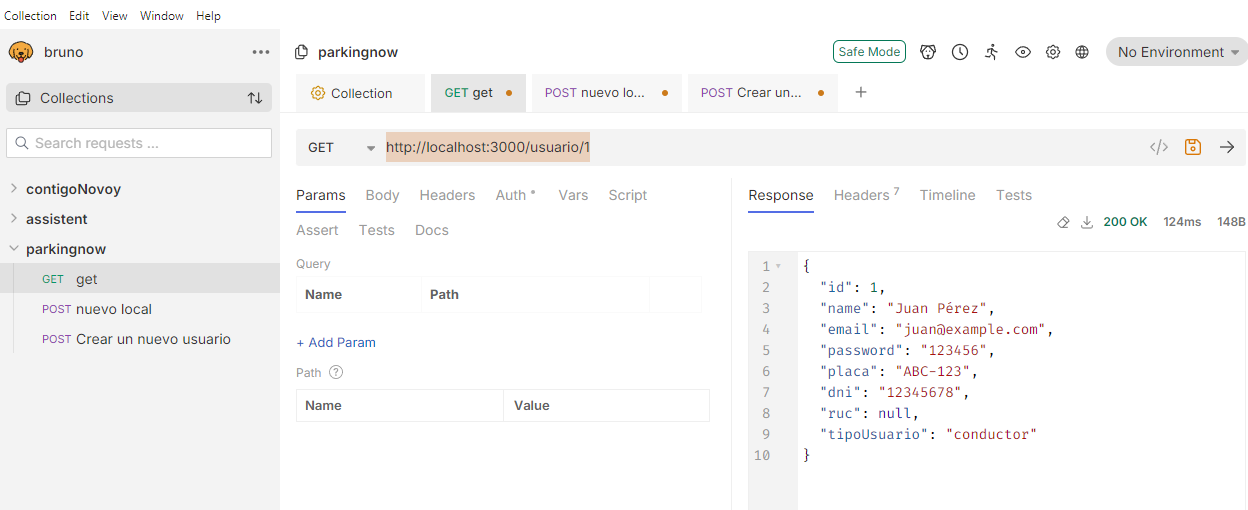 Collection Edit View Window Help
bruno
parkingnow
Safe Mode
No Environment
Collections
Collection
GET get
POST nuevo lo...
POST Crear un...
Search requests ...
GET http://localhost:3000/usuario/1
contigoNovoy
assistent
parkingnow
GET get
POST nuevo local
POST Crear un nuevo usuario
Params Body Headers Auth * Vars Script
Assert Tests Docs
Query
Name Path
+ Add Param
Path ?
Name Value
Response Headers 7 Timeline Tests
200 OK 124ms 148B
1 {
2 "id": 1,
3 "name": "Juan Pérez",
4 "email": "juan@example.com",
5 "password": "123456",
6 "placa": "ABC-123",
7 "dni": "12345678",
8 "ruc": null,
9 "tipoUsuario": "conductor"
10 }